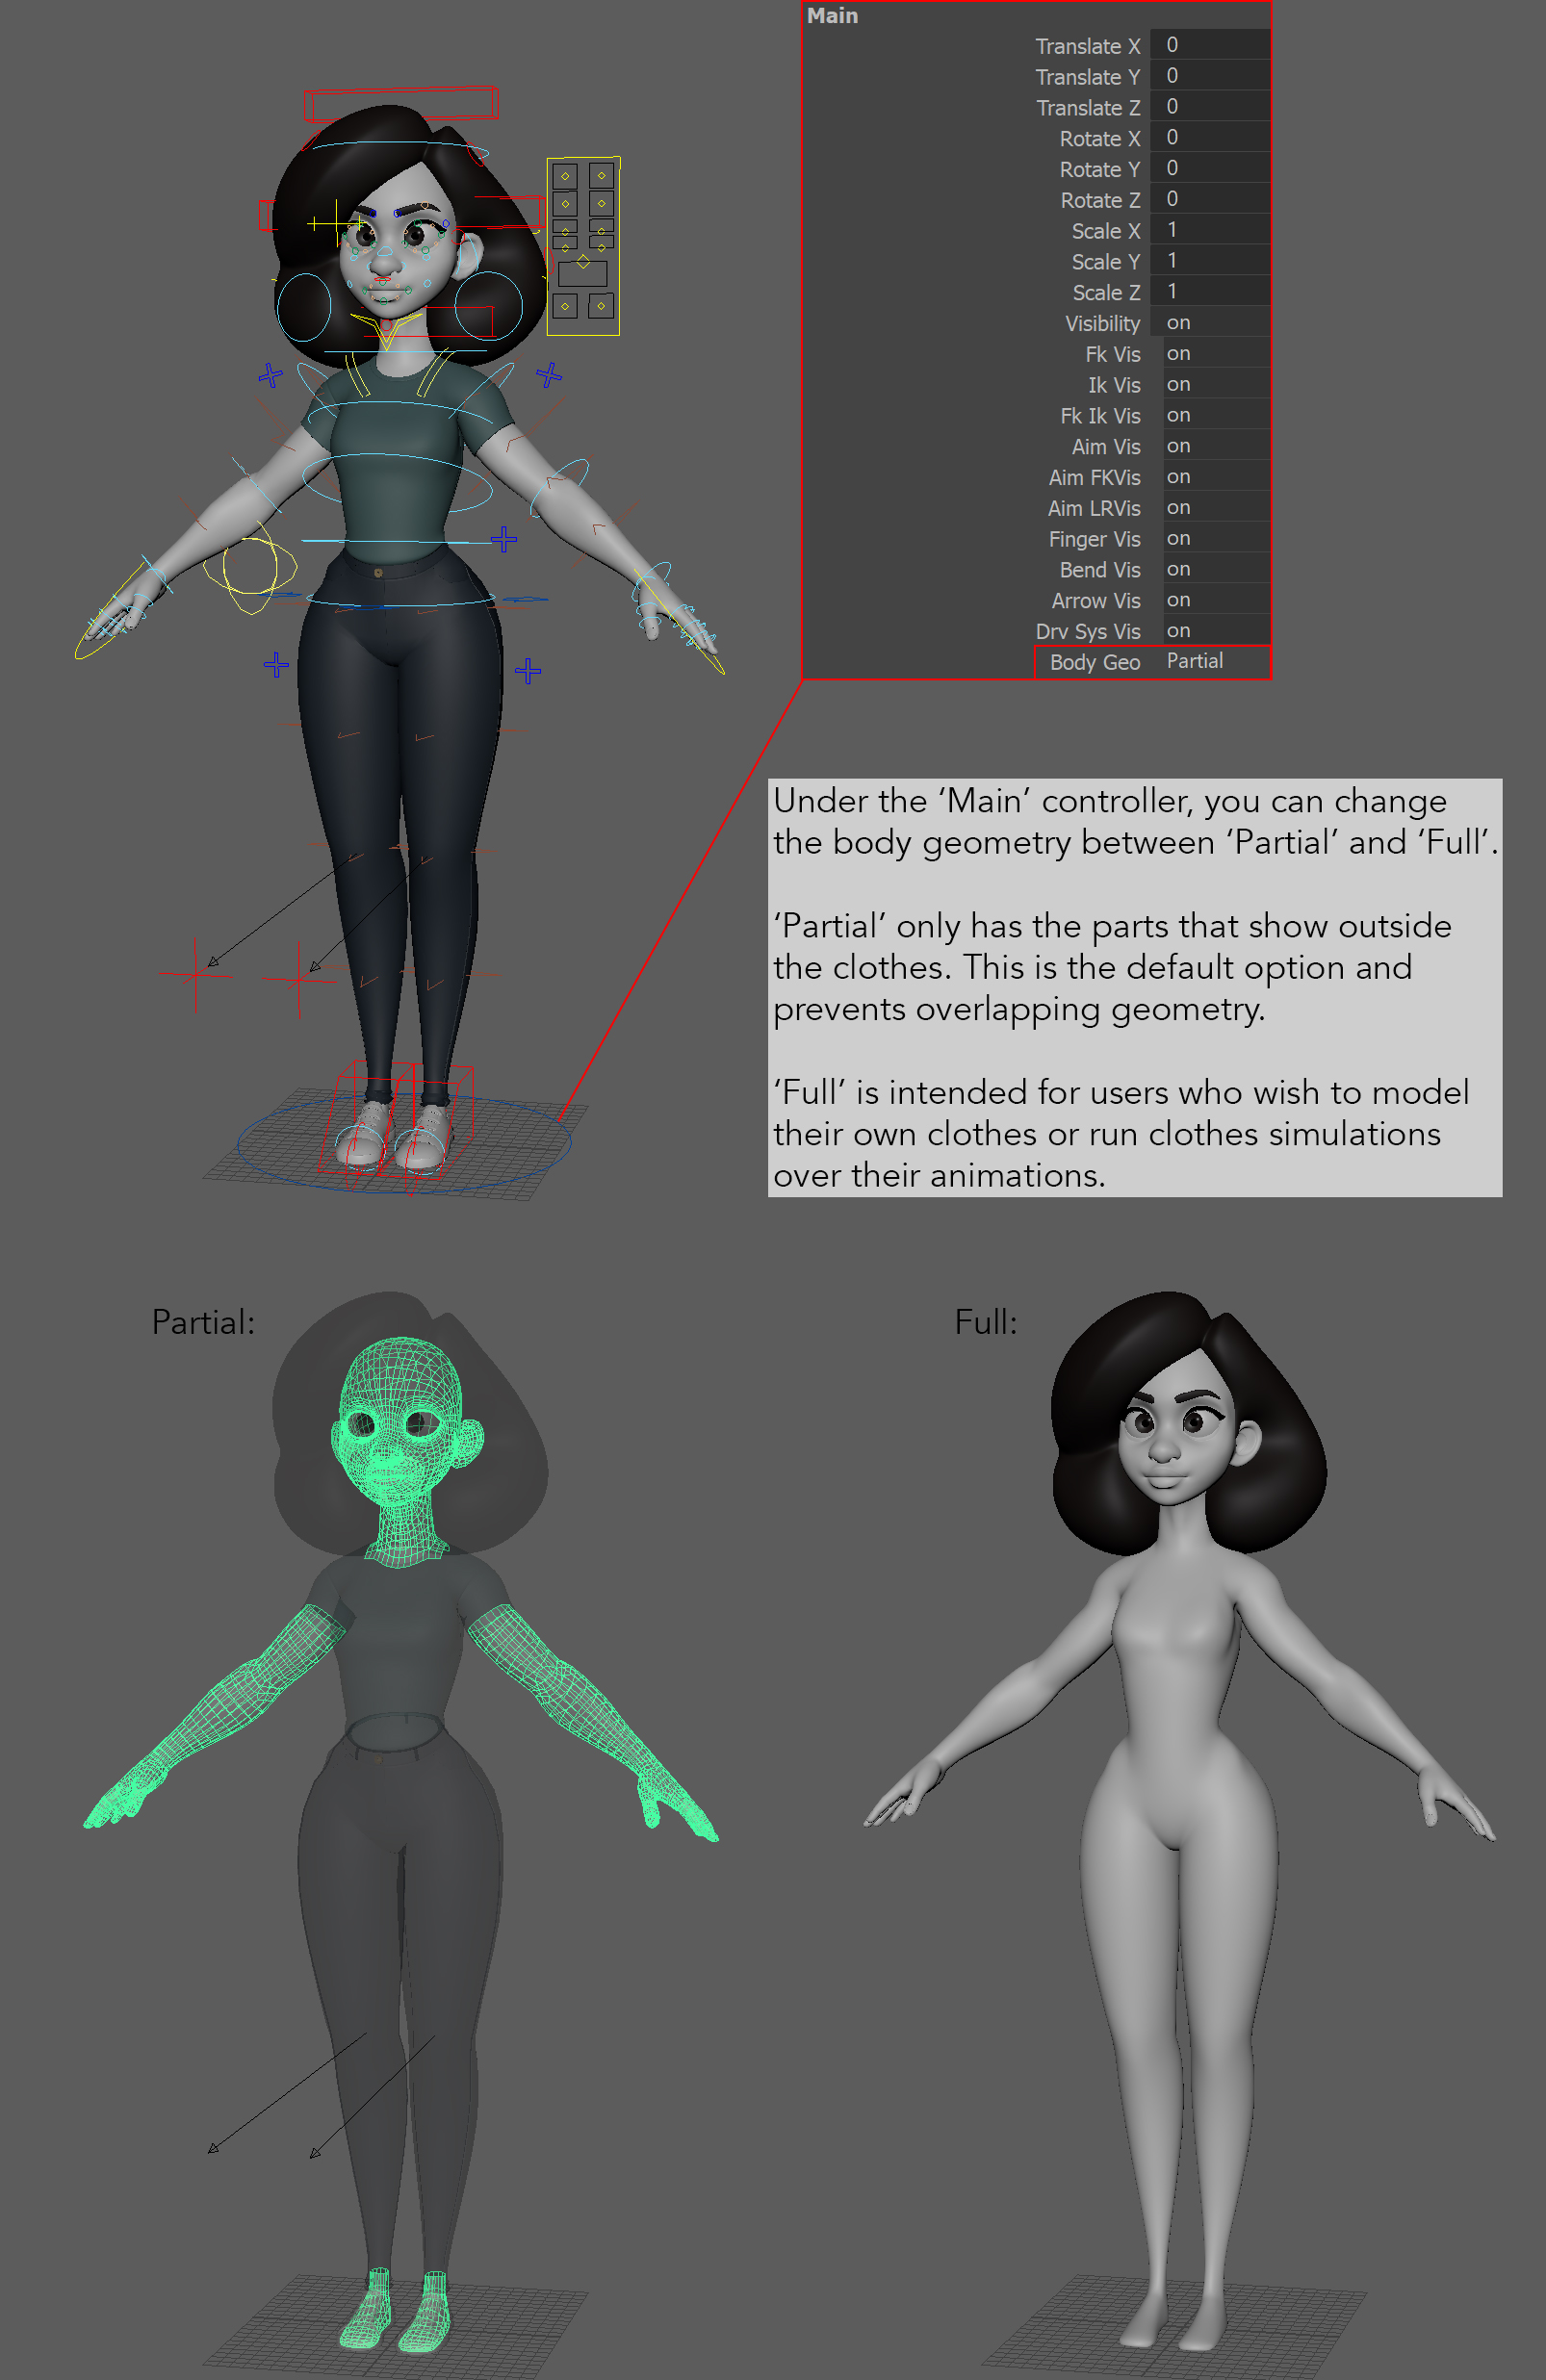 Main
Translate X 0
Translate Y 0
Translate Z 0
Rotate X 0
Rotate Y 0
Rotate Z 0
Scale X 1
Scale Y 1
Scale Z 1
Visibility on
Fk Vis on
Ik Vis on
Fk Ik Vis on
Aim Vis on
Aim FKVis on
Aim LRVis on
Finger Vis on
Bend Vis on
Arrow Vis on
Drv Sys Vis on
Body Geo Partial
Under the ‘Main’ controller, you can change
the body geometry between ‘Partial’ and ‘Full’.
‘Partial’ only has the parts that show outside
the clothes. This is the default option and
prevents overlapping geometry.
‘Full’ is intended for users who wish to model
their own clothes or run clothes simulations
over their animations.
Partial:
Full: